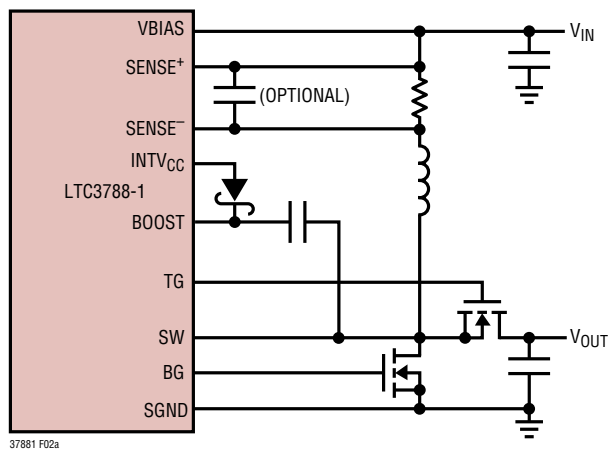 VBIAS
VIN
SENSE+
(OPTIONAL)
SENSE–
INTVCC
LTC3788-1
BOOST
TG
SW
VOUT
BG
SGND
37881 F02a